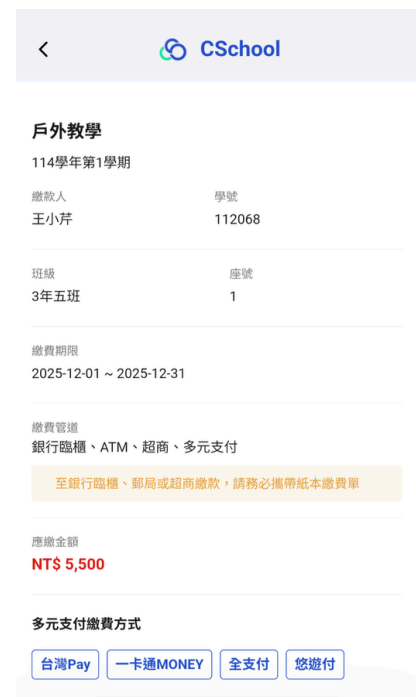 CSchool
戶外教學
114學年第1學期
繳款人 學號
王小芹 112068
班級 座號
3年五班 1
繳費期限
2025-12-01 ~ 2025-12-31
繳費管道
銀行臨櫃、ATM、超商、多元支付
至銀行臨櫃、郵局或超商繳款，請務必攜帶紙本繳費單
應繳金額
NT$ 5,500
多元支付繳費方式
台灣Pay 一卡通MONEY 全支付 悠遊付